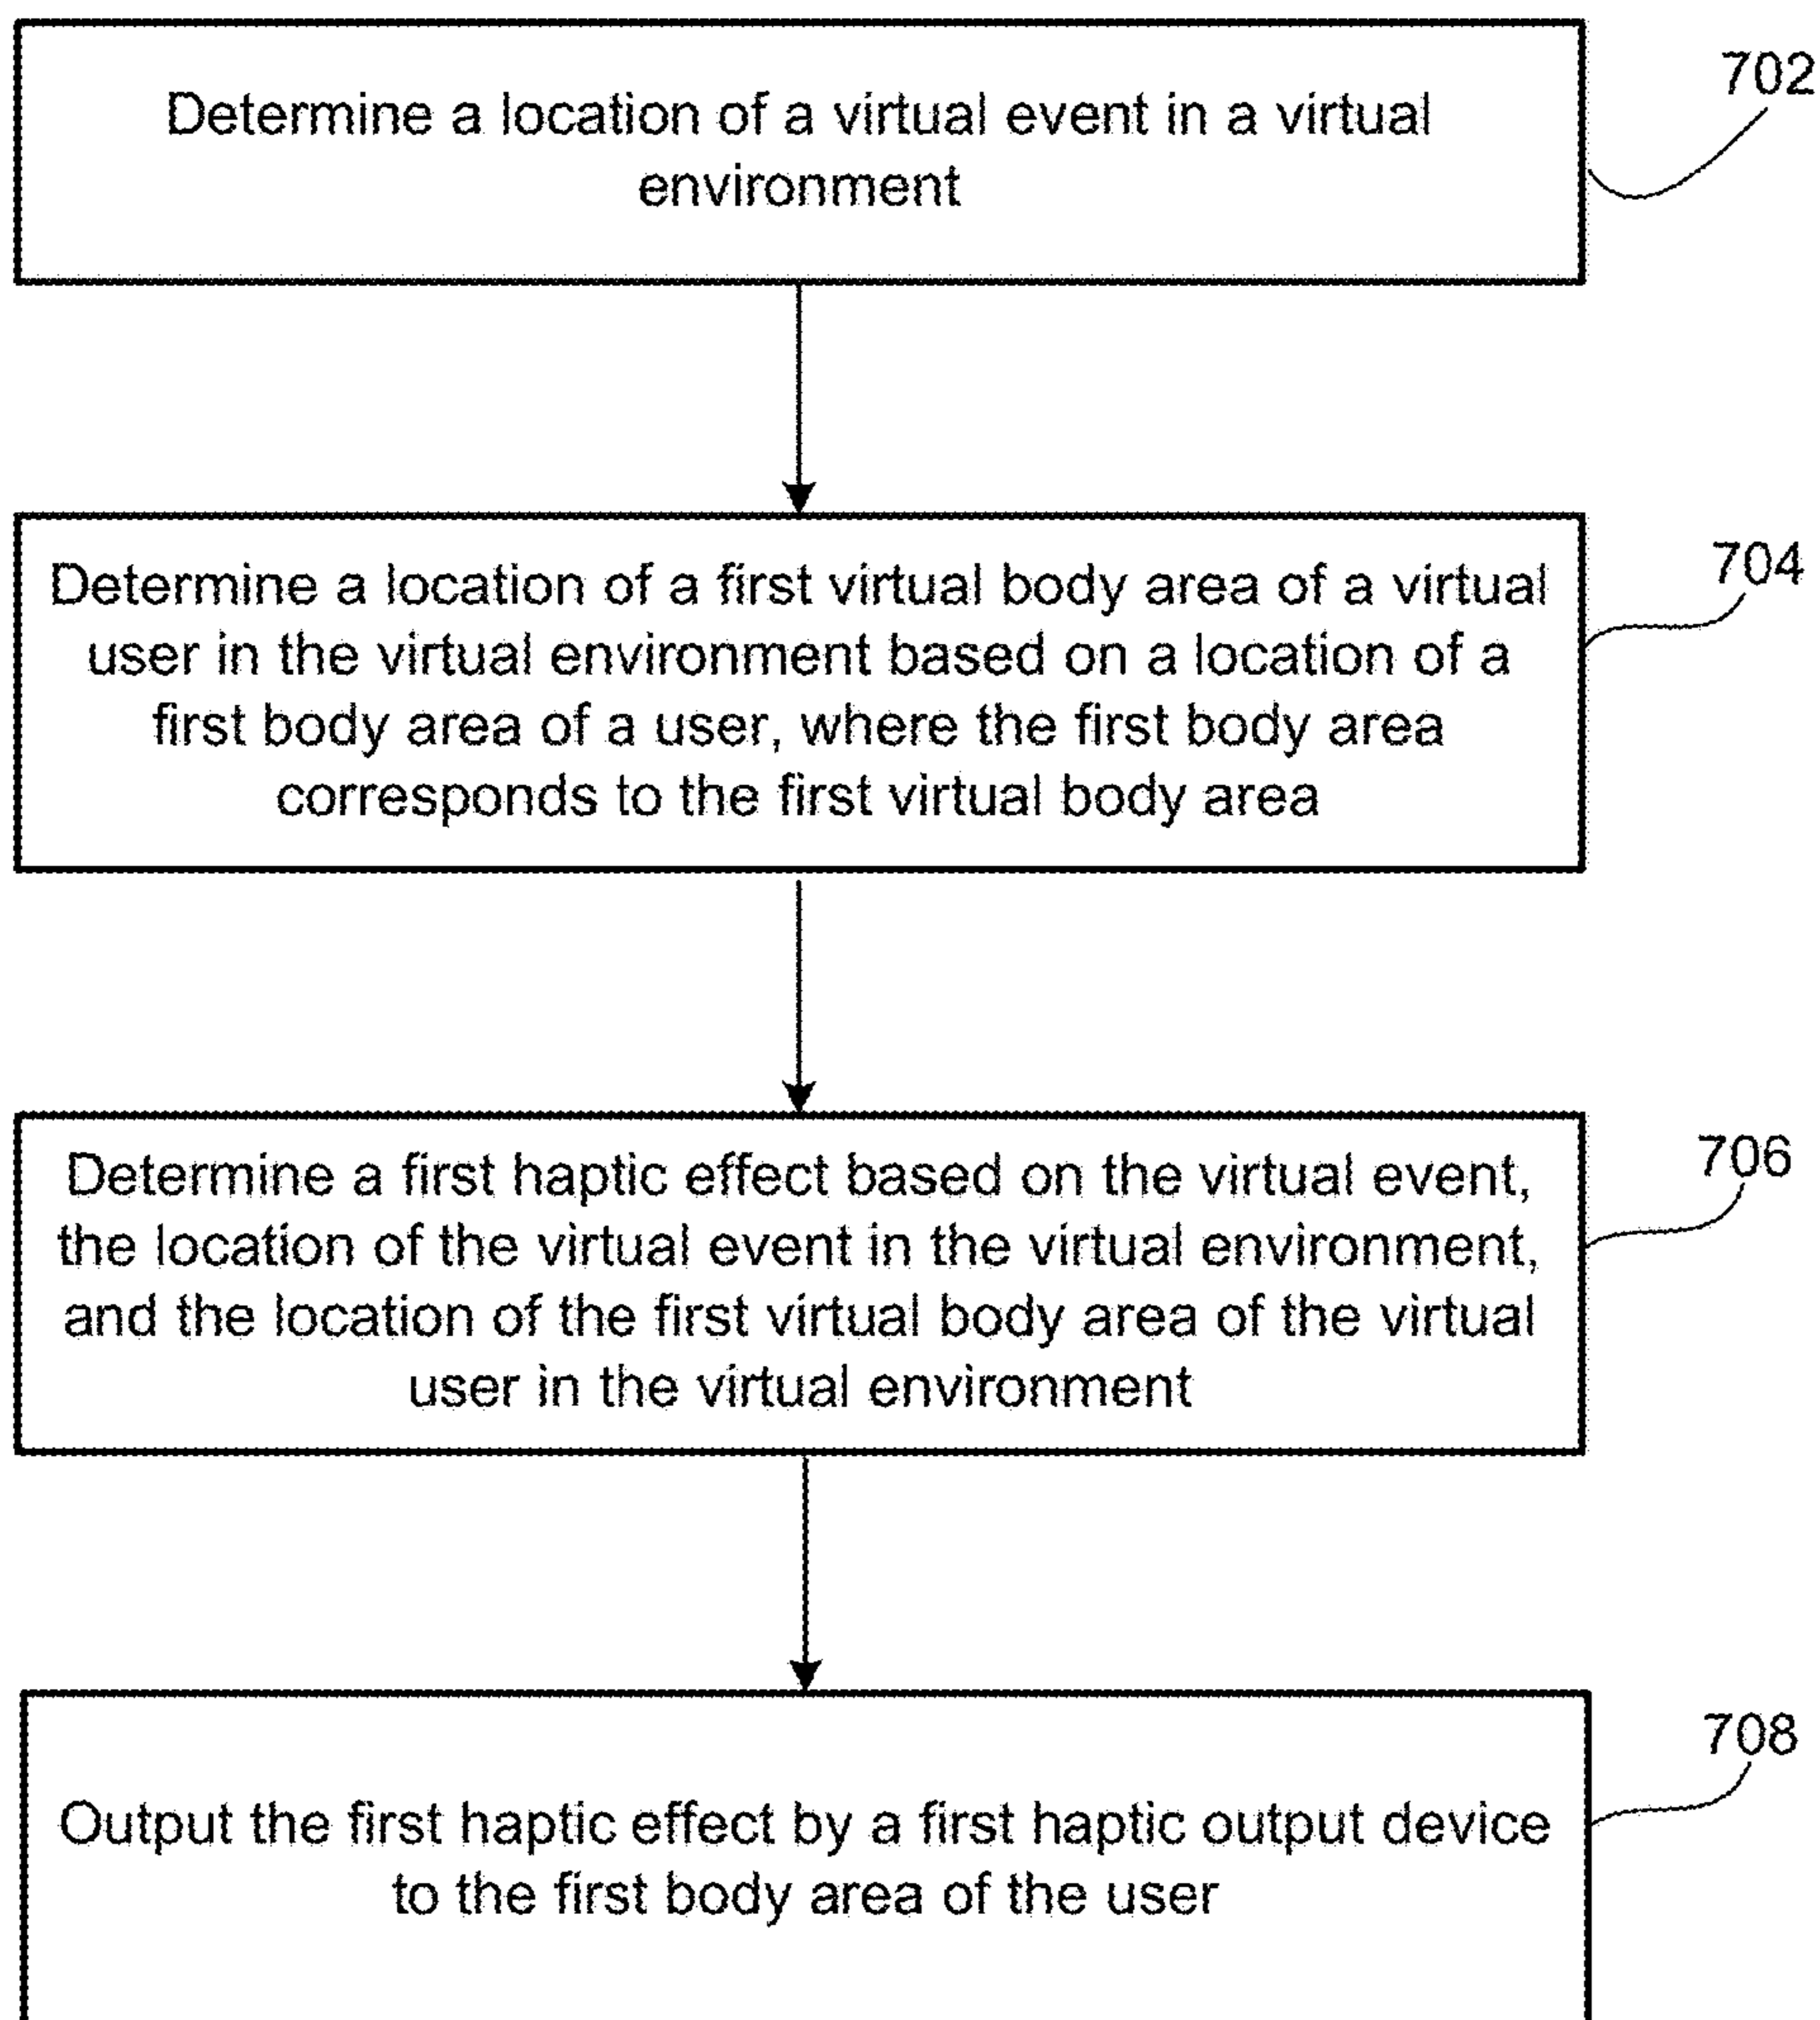 Determine a location of a virtual event in a virtual
environment
702
Determine a location of a first virtual body area of a virtual
user in the virtual environment based on a location of a
first body area of a user, where the first body area
corresponds to the first virtual body area
704
Determine a first haptic effect based on the virtual event,
the location of the virtual event in the virtual environment,
and the location of the first virtual body area of the virtual
user in the virtual environment
706
Output the first haptic effect by a first haptic output device
to the first body area of the user
708